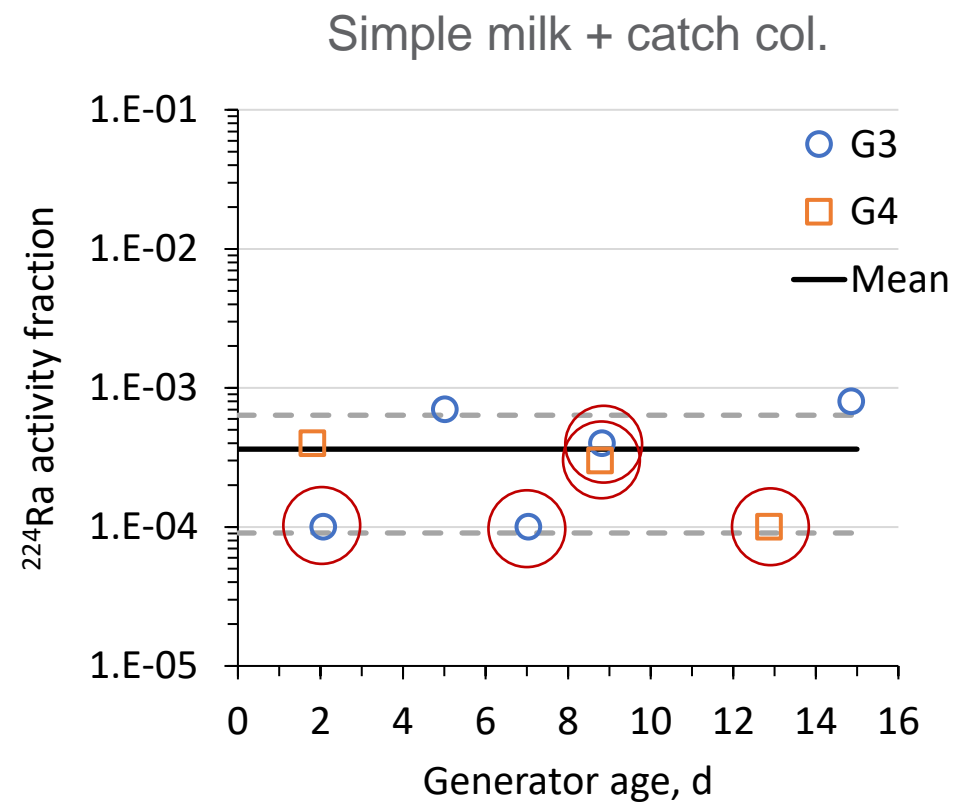 Simple milk + catch col.
1.E-01
1.E-02
1.E-03
1.E-04
1.E-05
²²⁴Ra activity fraction
G3
G4
Mean
0 2 4 6 8 10 12 14 16
Generator age, d